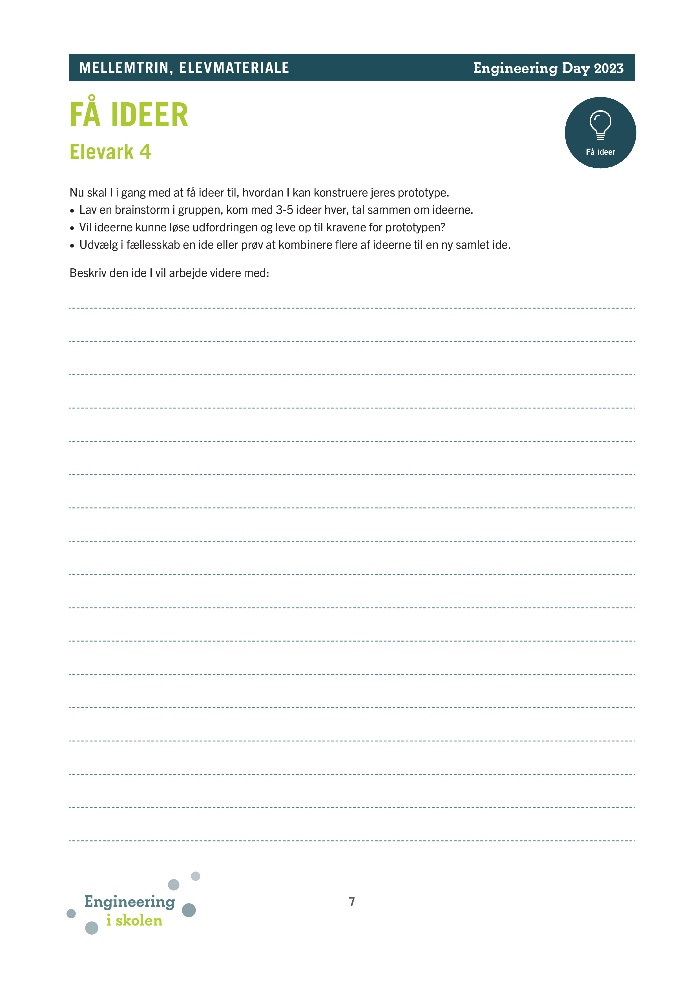 MELLEMTRIN, ELEVMATERIALE
Engineering Day 2023
FÅ IDEER
Elevark 4
Få ideer
Nu skal I i gang med at få ideer til, hvordan I kan konstruere jeres prototype.
• Lav en brainstorm i gruppen, kom med 3-5 ideer hver, tal sammen om ideerne.
• Vil ideerne kunne løse udfordringen og leve op til kravene for prototypen?
• Udvælg i fællesskab en ide eller prøv at kombinere flere af ideerne til en ny samlet ide.
Beskriv den ide I vil arbejde videre med:
Engineering
i skolen
7